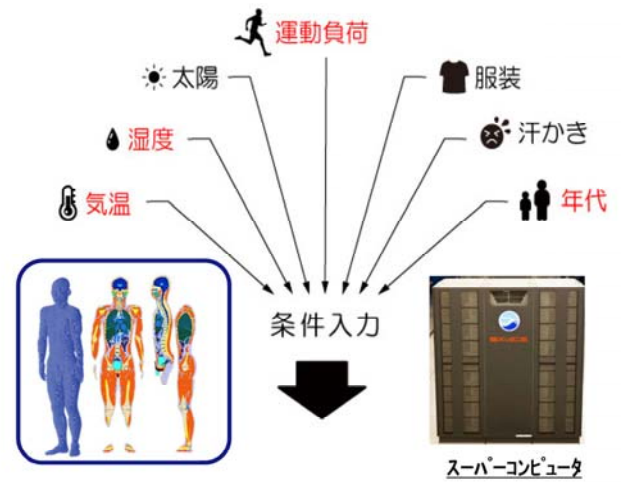 運動負荷
太陽
服装
湿度
汗かき
気温
年代
条件入力
スーパーコンピュータ